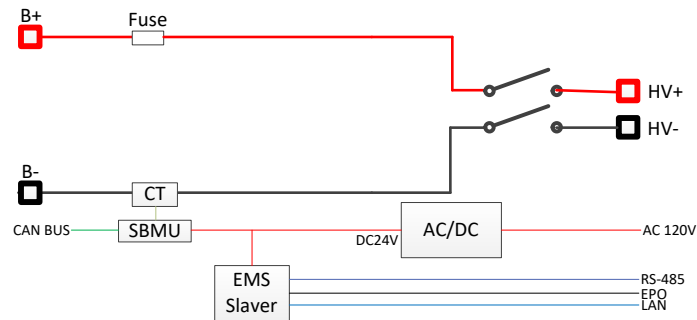 B+
Fuse
HV+
HV-
B-
CT
CAN BUS
SBMU
DC24V
AC/DC
AC 120V
EMS
Slaver
RS-485
EPO
LAN